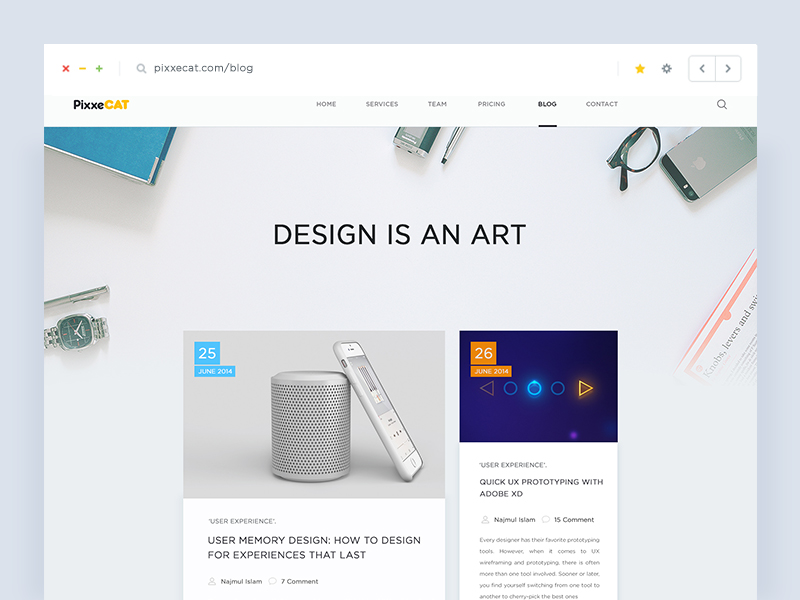 pixxecat.com/blog
PixxeCAT
HOME
SERVICES
TEAM
PRICING
BLOG
CONTACT
DESIGN IS AN ART
Knobs, levers and swi
25
JUNE 2014
'USER EXPERIENCE'.
USER MEMORY DESIGN: HOW TO DESIGN
FOR EXPERIENCES THAT LAST
Najmul Islam
7 Comment
26
JUNE 2014
'USER EXPERIENCE'.
QUICK UX PROTOTYPING WITH
ADOBE XD
Najmul Islam
15 Comment
Every designer has their favorite prototyping
tools. However, when it comes to UX
wireframing and prototyping, there is often
more than one tool involved. Sooner or later,
you find yourself switching from one tool to
another to cherry-pick the best ones